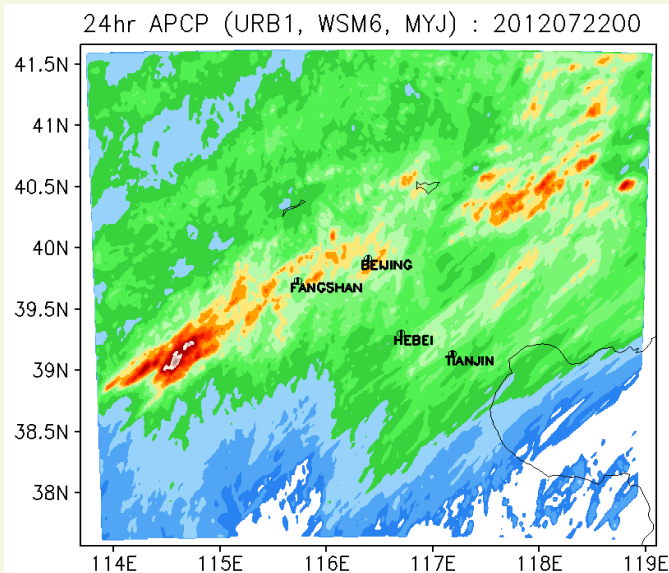 24hr APCP (URB1, WSM6, MYJ) : 2012072200
41.5N
41N
40.5N
40N
BEIJING
FANGSHAN
39.5N
HEBEI
TIANJIN
39N
38.5N
38N
114E 115E 116E 117E 118E 119E